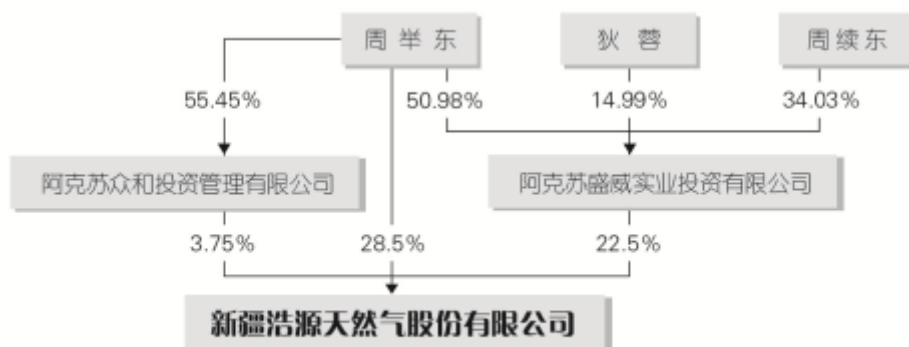 周举东
狄蓉
周续东
55.45%
50.98%
14.99%
34.03%
阿克苏众和投资管理有限公司
阿克苏盛威实业投资有限公司
3.75%
28.5%
22.5%
新疆浩源天然气股份有限公司